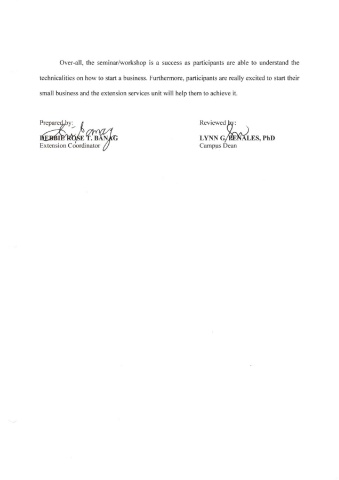 Over-all, the seminar/workshop is a success as participants are able to understand the
technicalities on how to start a business. Furthermore, participants are really excited to start their
small business and the extension services unit will help them to achieve it.
Prepared by: Reviewed by:
DEBBIE ROSE T. BANAG LYNN G. PENALES, PhD
Extension Coordinator Campus Dean